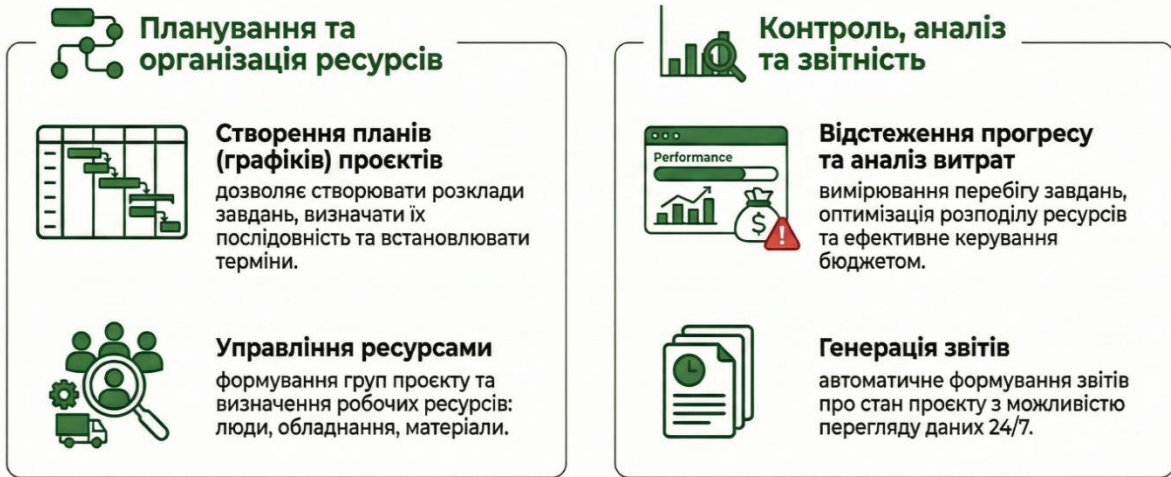 Планування та
організація ресурсів
Створення планів
(графіків) проєктів
дозволяє створювати розклади
завдань, визначати їх
послідовність та встановлювати
терміни.
Управління ресурсами
формування груп проєкту та
визначення робочих ресурсів:
люди, обладнання, матеріали.
Контроль, аналіз
та звітність
Performance
$
!
Відстеження прогресу
та аналіз витрат
вимірювання перебігу завдань,
оптимізація розподілу ресурсів
та ефективне керування
бюджетом.
Генерація звітів
автоматичне формування звітів
про стан проєкту з можливістю
перегляду даних 24/7.